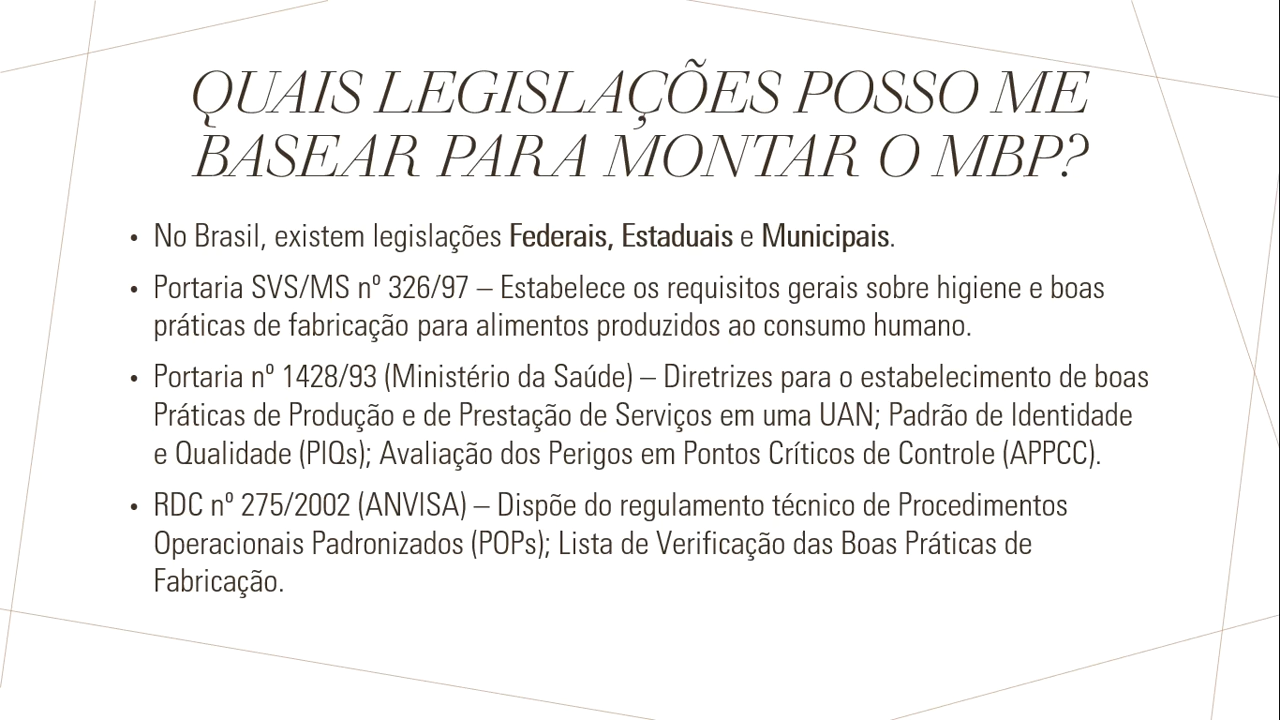 QUAIS LEGISLAÇÕES POSSO ME
BASEAR PARA MONTAR O MBP?
• No Brasil, existem legislações Federais, Estaduais e Municipais.
• Portaria SVS/MS nº 326/97 – Estabelece os requisitos gerais sobre higiene e boas
práticas de fabricação para alimentos produzidos ao consumo humano.
• Portaria nº 1428/93 (Ministério da Saúde) – Diretrizes para o estabelecimento de boas
Práticas de Produção e de Prestação de Serviços em uma UAN; Padrão de Identidade
e Qualidade (PIQs); Avaliação dos Perigos em Pontos Críticos de Controle (APPCC).
• RDC nº 275/2002 (ANVISA) – Dispõe do regulamento técnico de Procedimentos
Operacionais Padronizados (POPs); Lista de Verificação das Boas Práticas de
Fabricação.